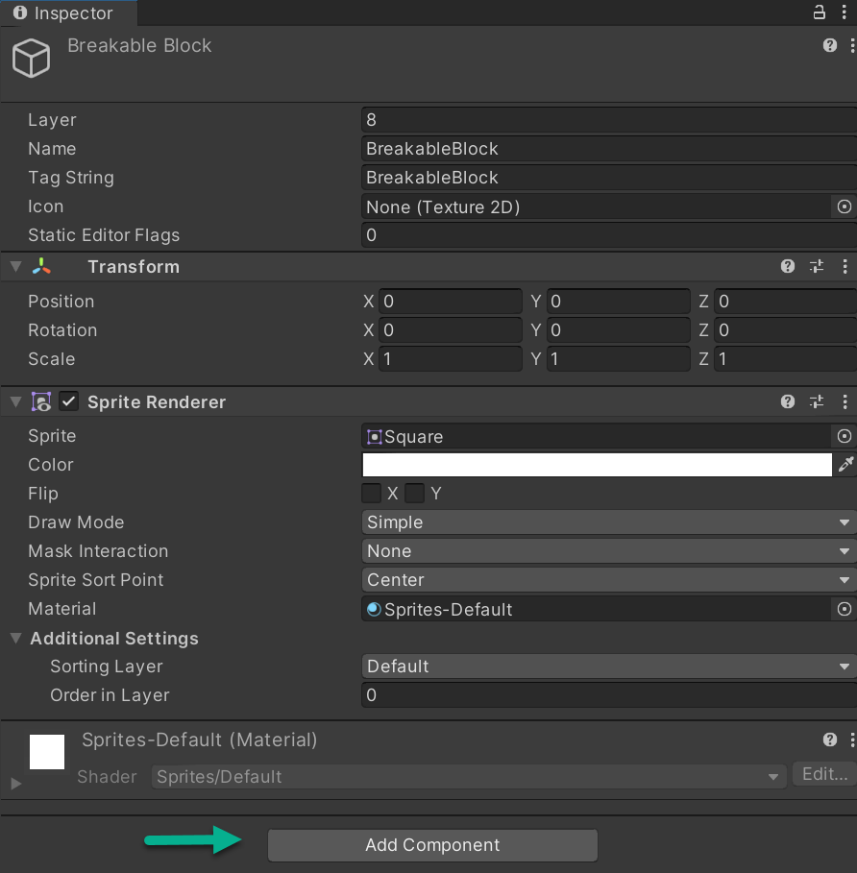 Inspector
Breakable Block
Layer 8
Name BreakableBlock
Tag String BreakableBlock
Icon None (Texture 2D)
Static Editor Flags 0
Transform
Position X 0 Y 0 Z 0
Rotation X 0 Y 0 Z 0
Scale X 1 Y 1 Z 1
Sprite Renderer
Sprite Square
Color
Flip X Y
Draw Mode Simple
Mask Interaction None
Sprite Sort Point Center
Material Sprites-Default
Additional Settings
Sorting Layer Default
Order in Layer 0
Sprites-Default (Material)
Shader Sprites/Default Edit...
Add Component